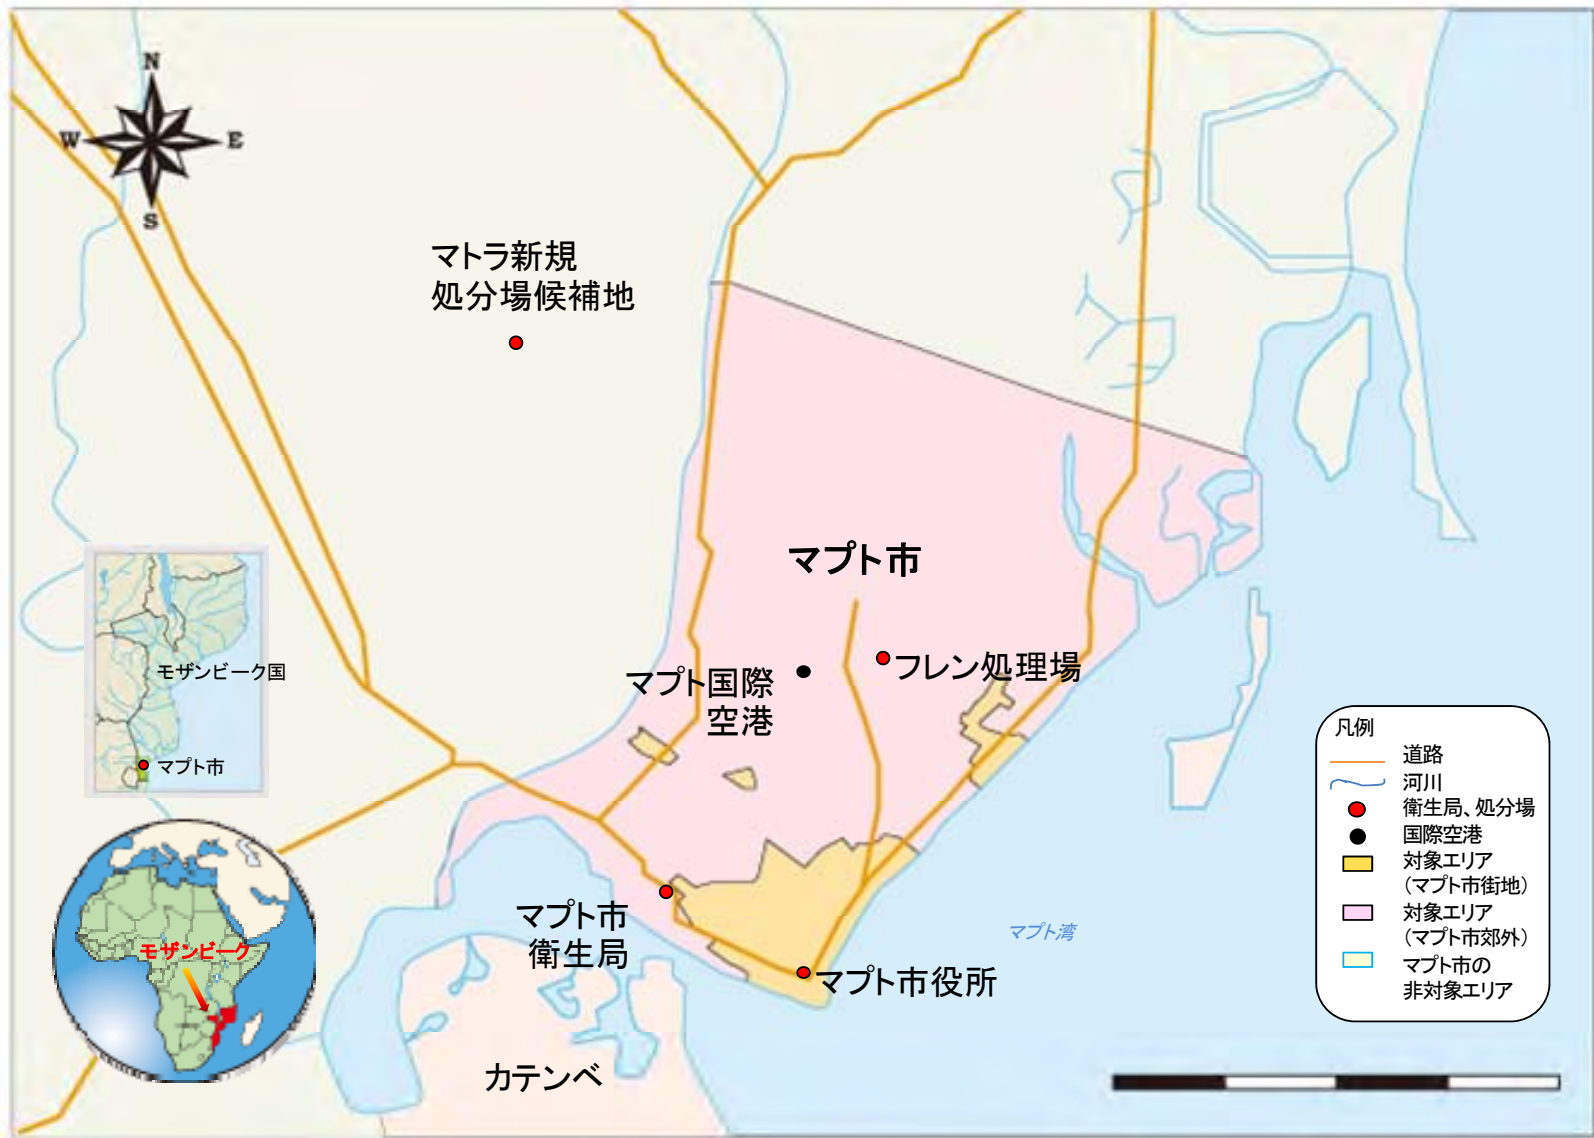 N
W
E
S
マトラ新規
処分場候補地
マプト市
フレン処理場
マプト国際
空港
モザンビーク国
マプト市
モザンビーク
マプト市
衛生局
マプト市役所
マプト湾
カテンベ
凡例
道路
河川
衛生局、処分場
国際空港
対象エリア
（マプト市街地）
対象エリア
（マプト市郊外）
マプト市の
非対象エリア